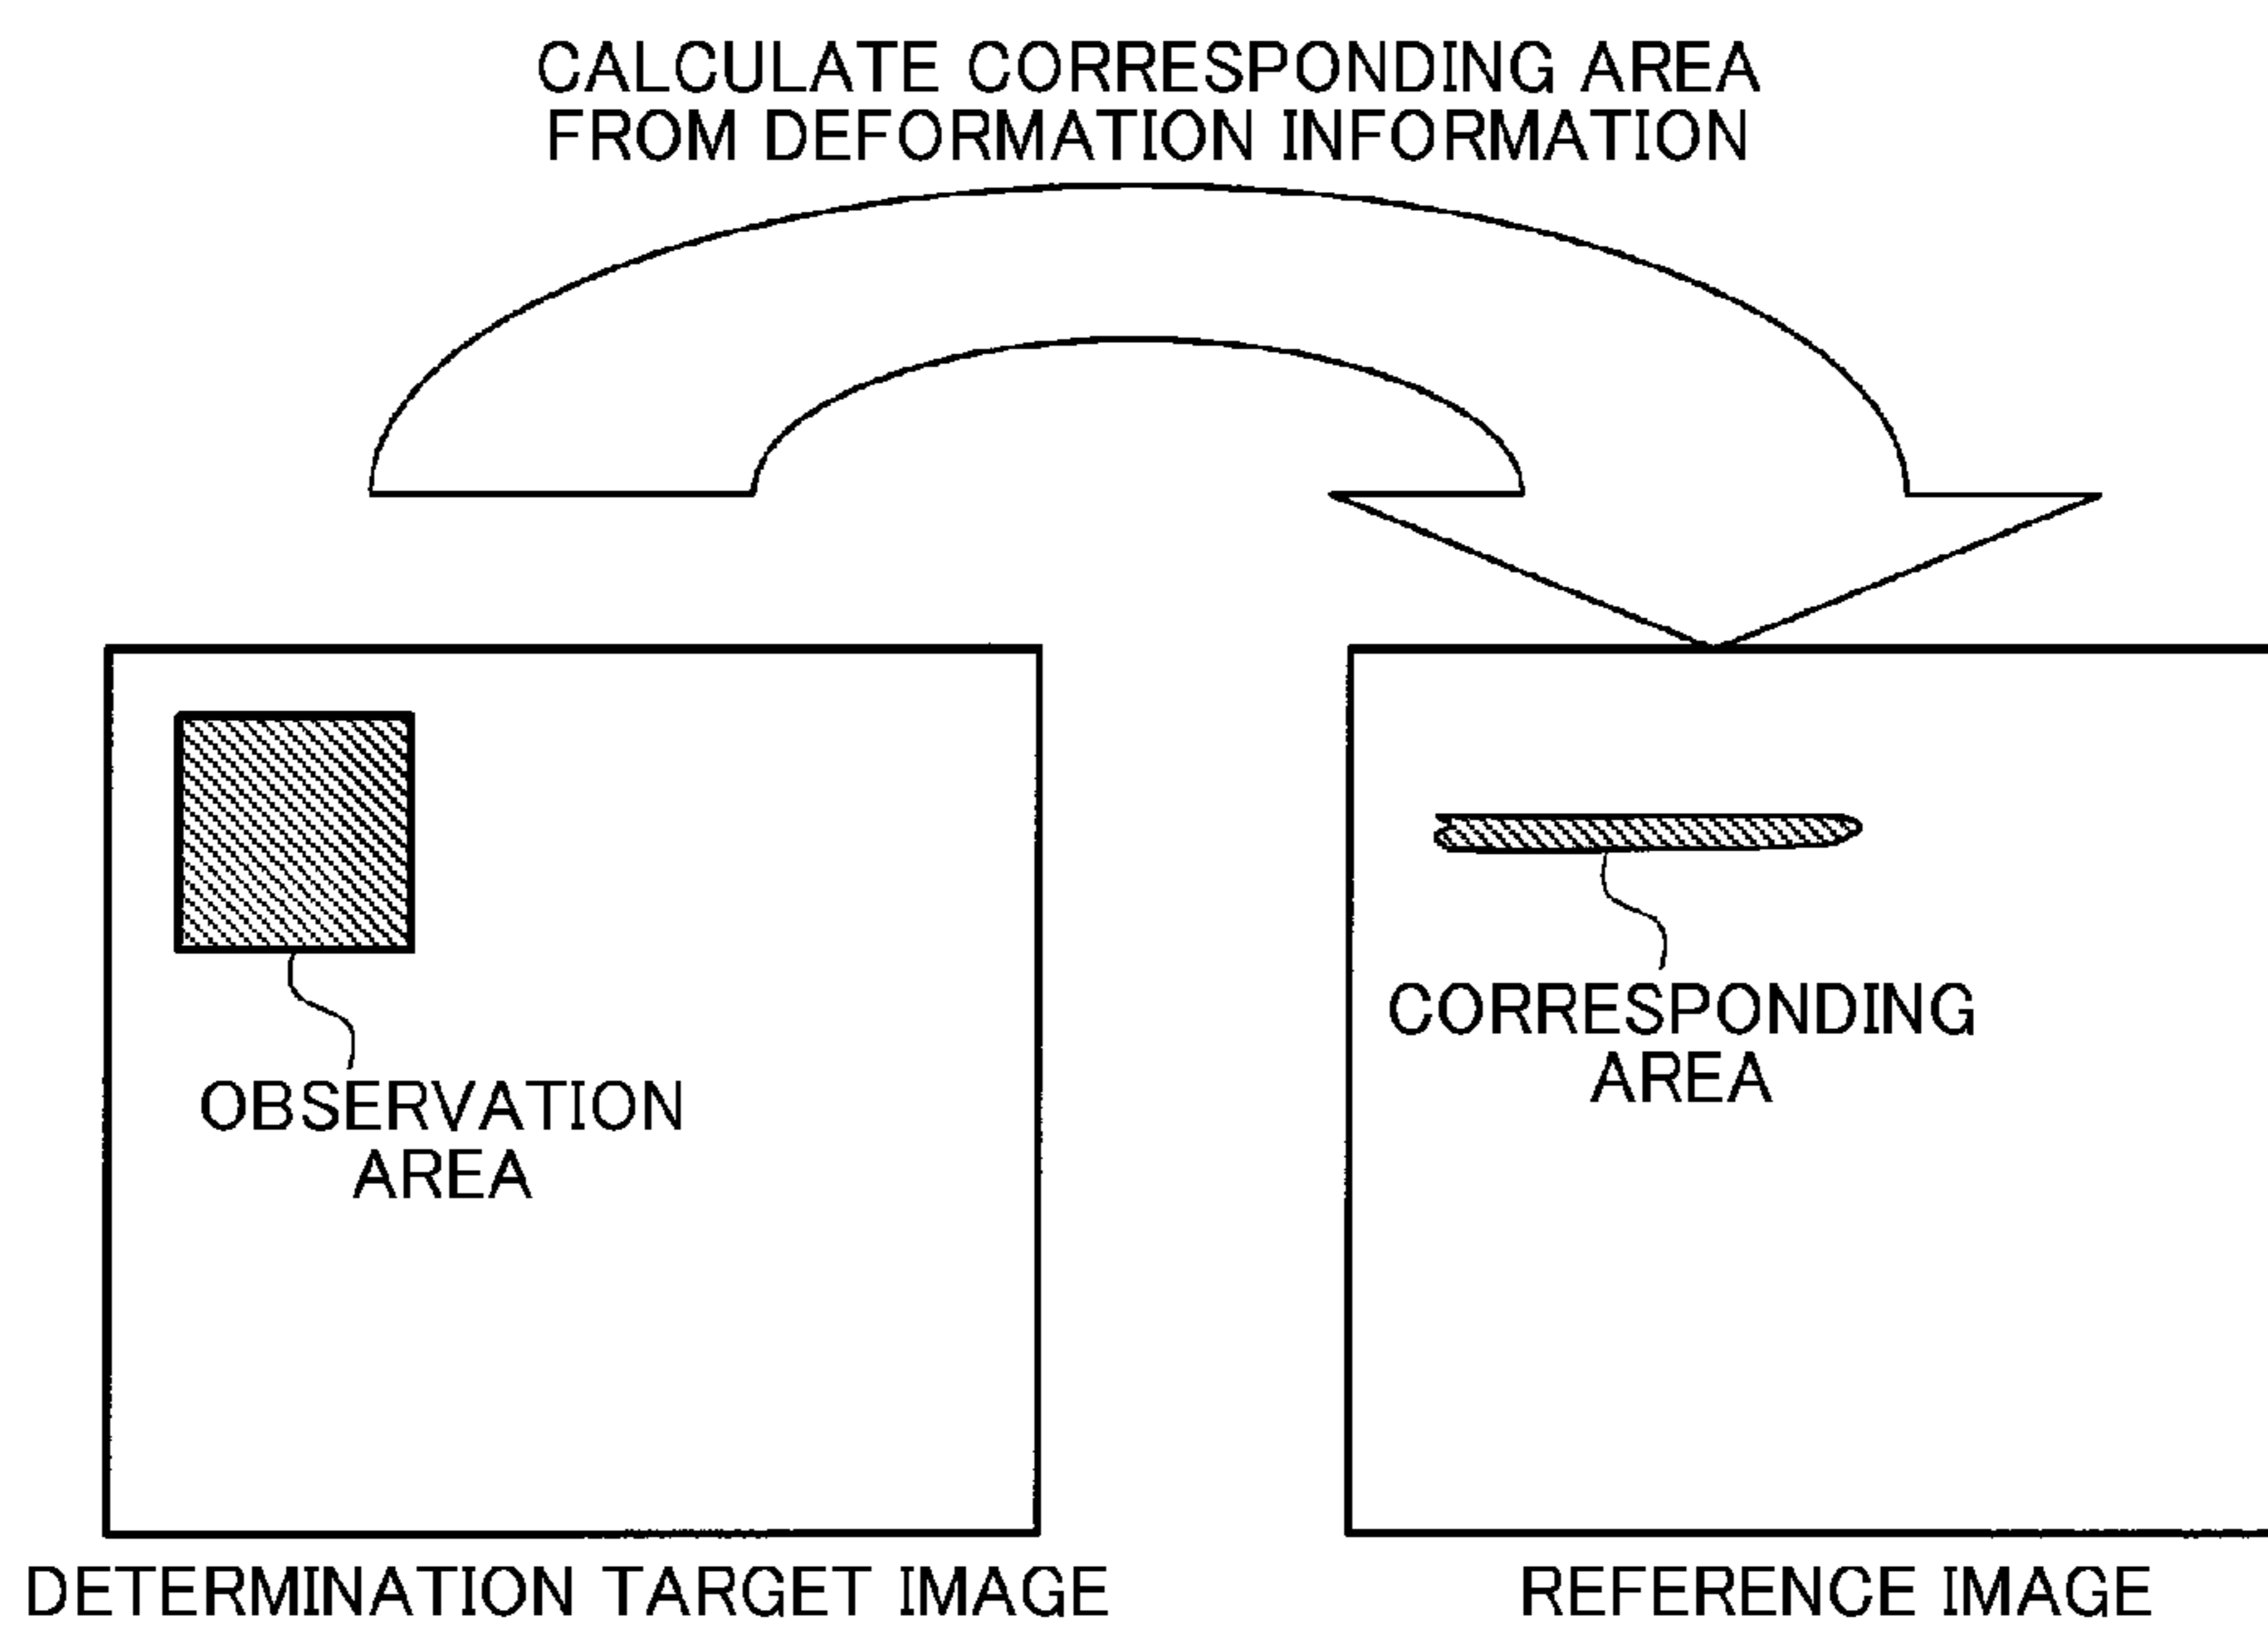 CALCULATE CORRESPONDING AREA
FROM DEFORMATION INFORMATION
OBSERVATION
AREA
CORRESPONDING
AREA
DETERMINATION TARGET IMAGE
REFERENCE IMAGE